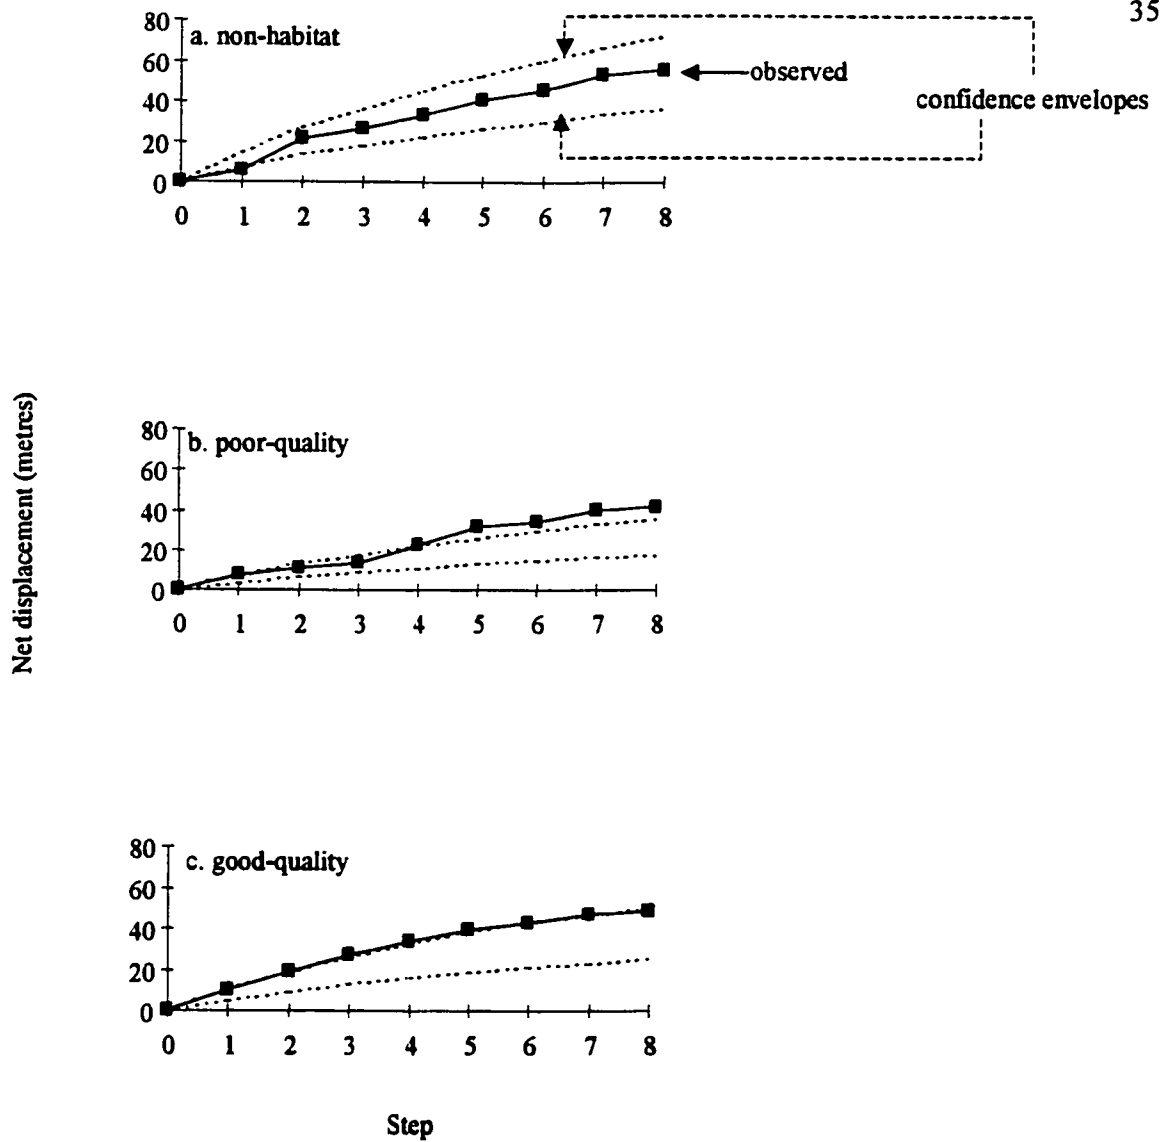 35
80
a. non-habitat
60
observed
40
confidence envelopes
20
0
0 1 2 3 4 5 6 7 8
Net displacement (metres)
80
b. poor-quality
60
40
20
0
0 1 2 3 4 5 6 7 8
80
c. good-quality
60
40
20
0
0 1 2 3 4 5 6 7 8
Step